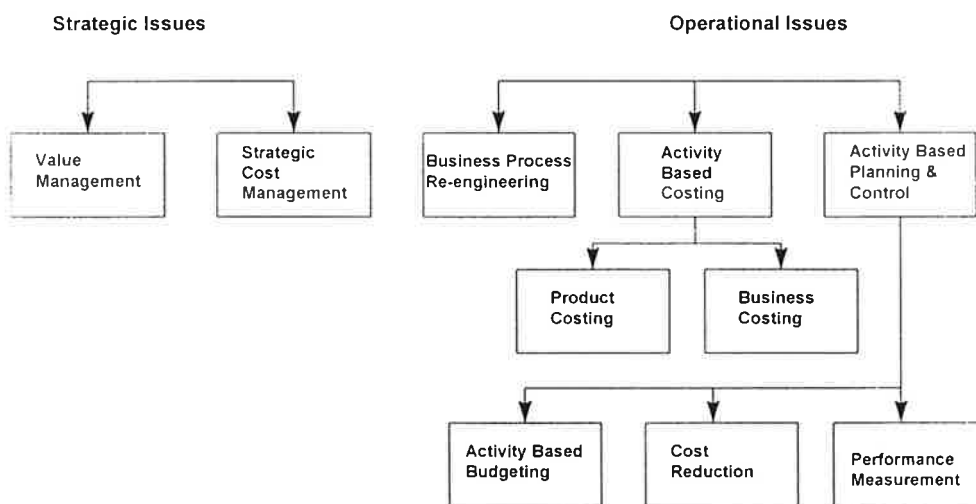 Strategic Issues
Operational Issues
Value
Management
Strategic
Cost
Management
Business Process
Re-engineering
Activity
Based
Costing
Activity Based
Planning &
Control
Product
Costing
Business
Costing
Activity Based
Budgeting
Cost
Reduction
Performance
Measurement